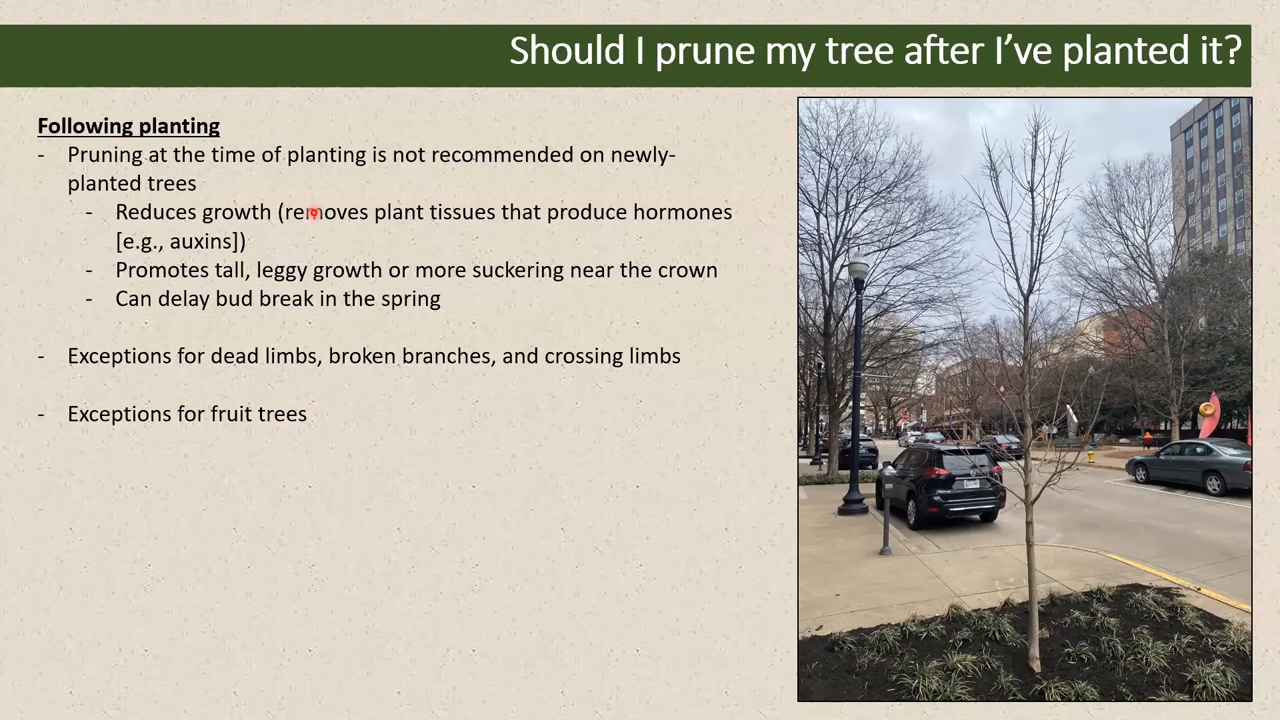 Should I prune my tree after I’ve planted it?
Following planting
- Pruning at the time of planting is not recommended on newly-
planted trees
- Reduces growth (removes plant tissues that produce hormones
[e.g., auxins])
- Promotes tall, leggy growth or more suckering near the crown
- Can delay bud break in the spring
- Exceptions for dead limbs, broken branches, and crossing limbs
- Exceptions for fruit trees